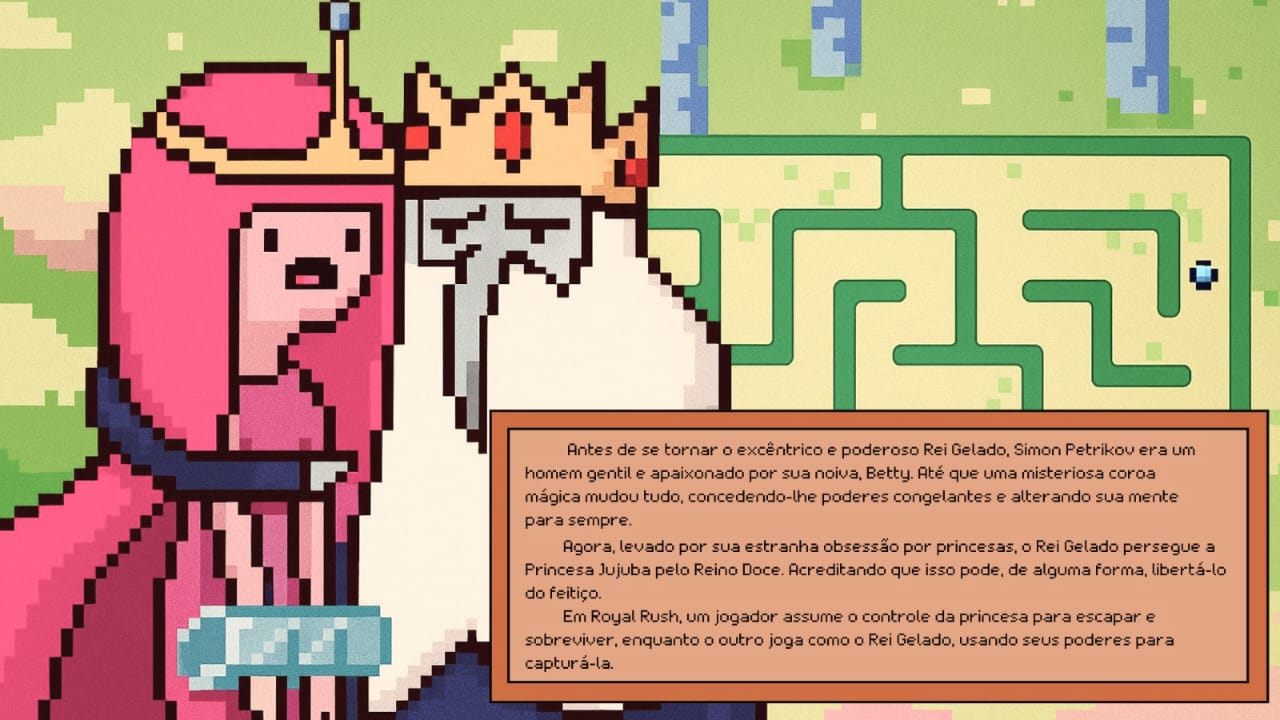 Antes de se tornar o excêntrico e poderoso Rei Gelado, Simon Petrikov era um
homem gentil e apaixonado por sua noiva, Betty. Até que uma misteriosa coroa
mágica mudou tudo, concedendo-lhe poderes congelantes e alterando sua mente
para sempre.
Agora, levado por sua estranha obsessão por princesas, o Rei Gelado persegue a
Princesa Jujuba pelo Reino Doce. Acreditando que isso pode, de alguma forma, libertá-lo
do feitiço.
Em Royal Rush, um jogador assume o controle da princesa para escapar e
sobreviver, enquanto o outro joga como o Rei Gelado, usando seus poderes para
capturá-la.